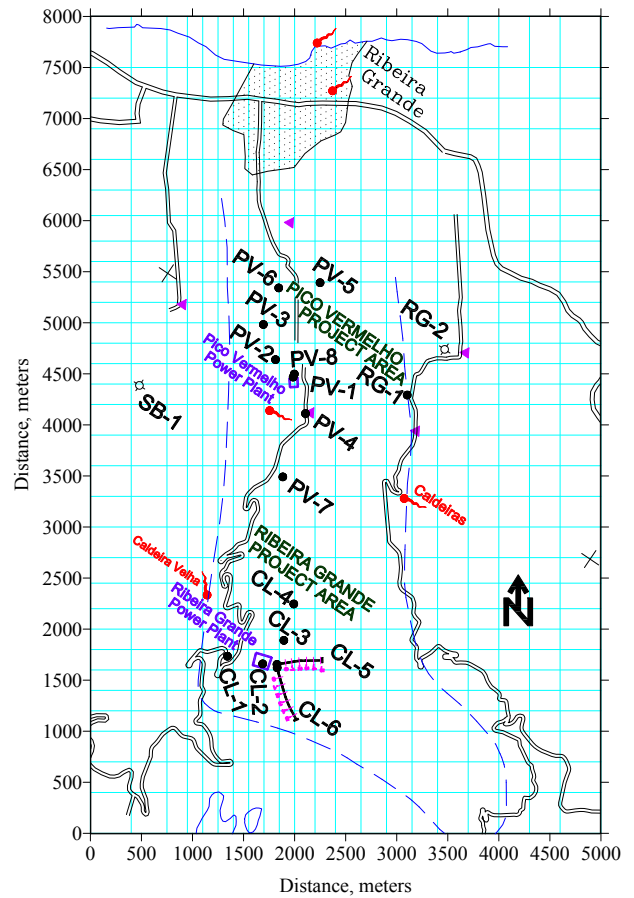 8000
7500
7000
6500
6000
5500
5000
4500
4000
3500
3000
2500
2000
1500
1000
500
0
Distance, meters
Ribeira
Grande
PV-6
PV-5
PICO VERMELHO
PROJECT AREA
PV-3
RG-2
PV-2
PV-8
Pico Vermelho
Power Plant
PV-1
RG-1
SB-1
PV-4
PV-7
Caldeiras
RIBEIRA GRANDE
PROJECT AREA
Caldeira Velha
CL-4
Ribeira Grande
Power Plant
CL-3
N
CL-5
CL-1
CL-2
CL-6
0 500 1000 1500 2000 2500 3000 3500 4000 4500 5000
Distance, meters